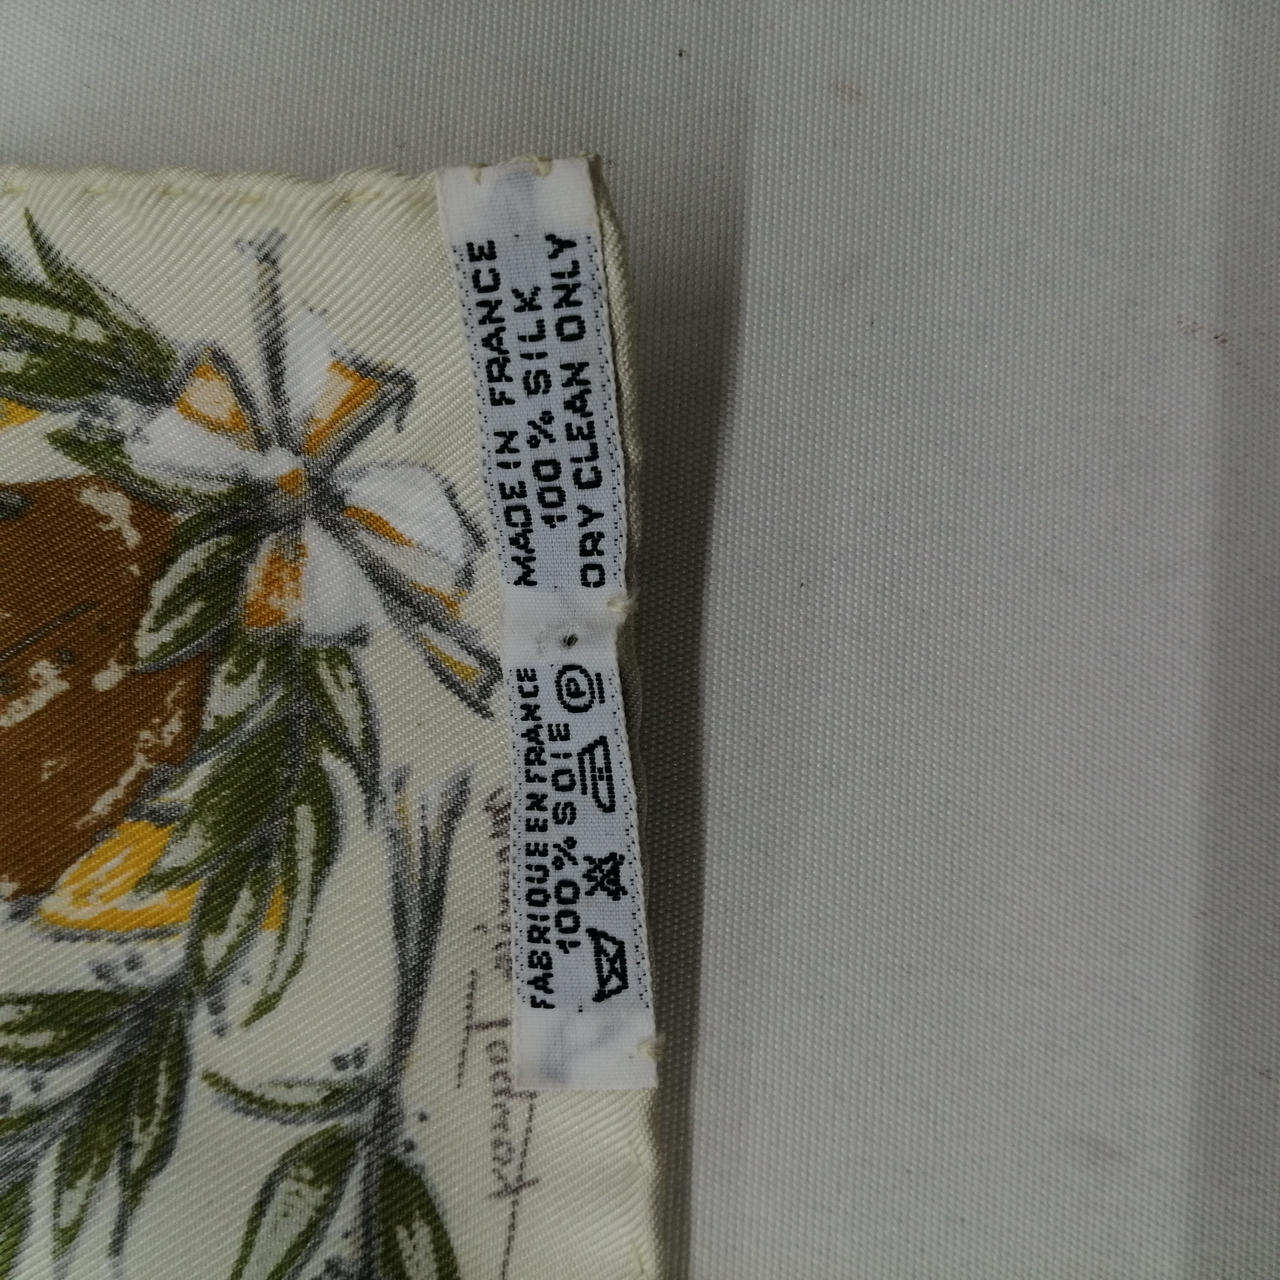 MADE IN FRANCE
100% SILK
DRY CLEAN ONLY
FABRIQUE EN FRANCE
100% SOIE
P